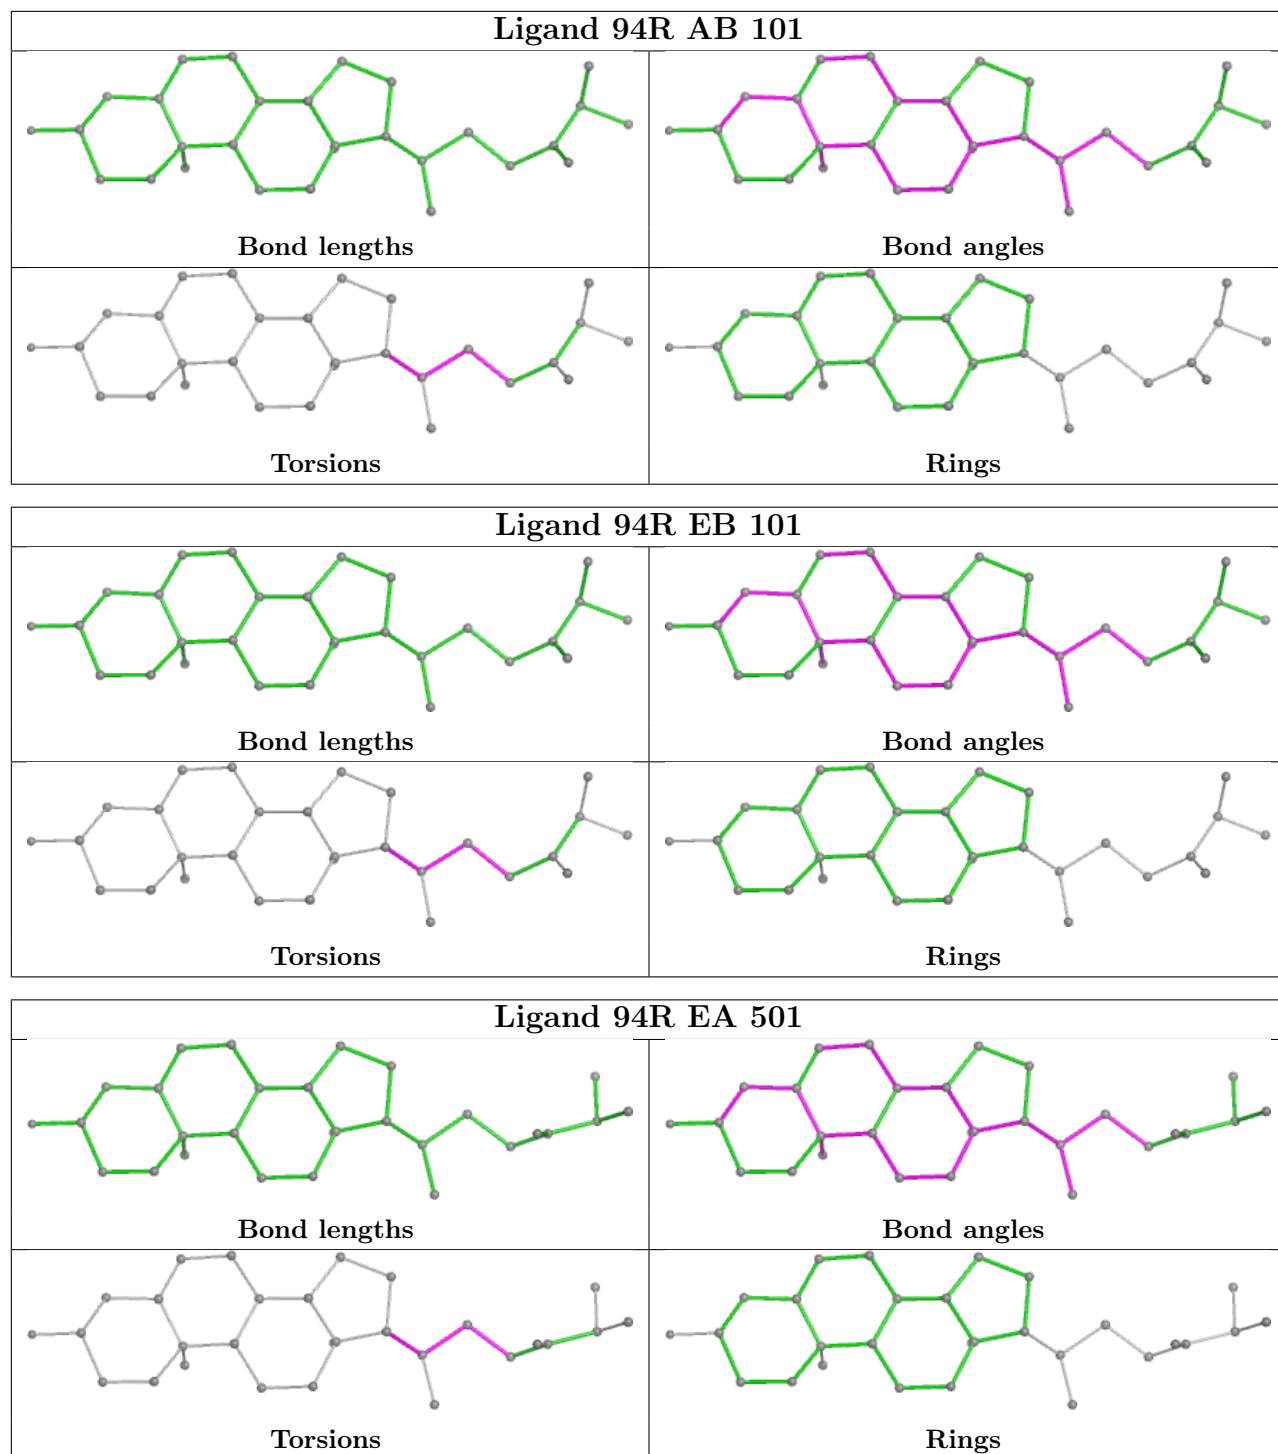 Ligand 94R AB 101
Bond lengths
Bond angles
Torsions
Rings
Ligand 94R EB 101
Bond lengths
Bond angles
Torsions
Rings
Ligand 94R EA 501
Bond lengths
Bond angles
Torsions
Rings